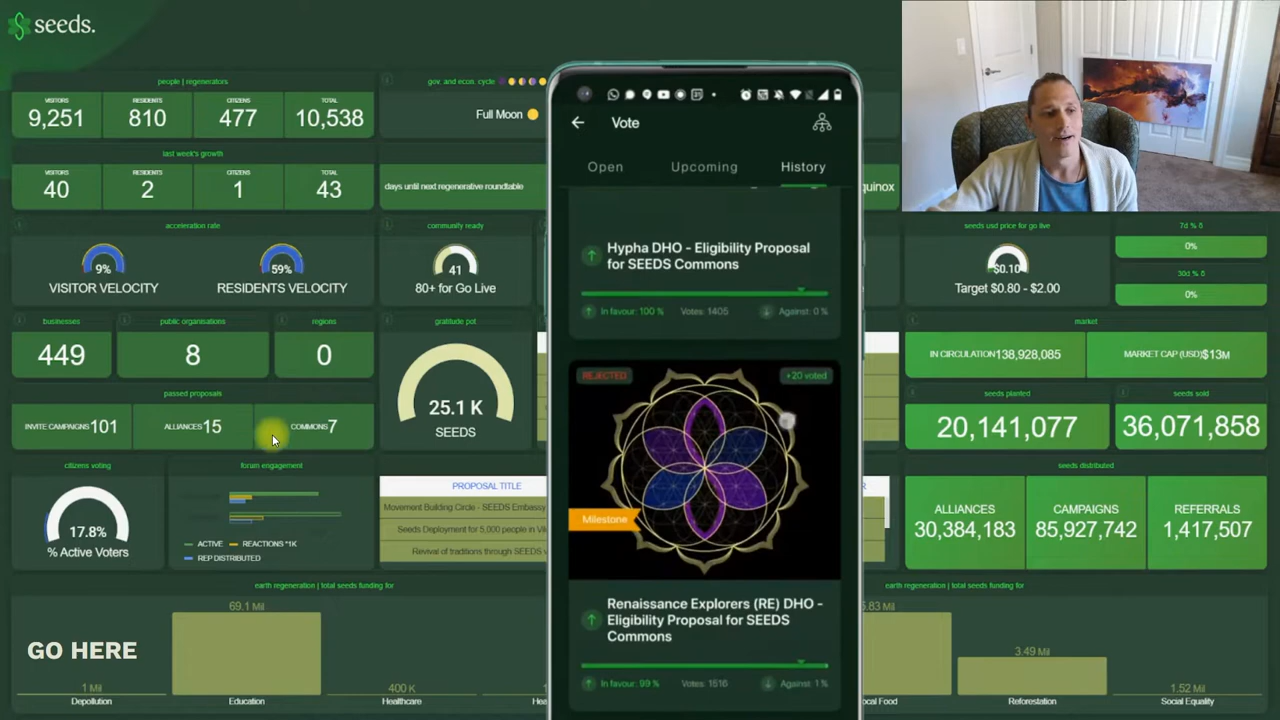 seeds.
people | regenerators
VISITORS RESIDENTS CITIZENS TOTAL
9,251 810 477 10,538
last week's growth
VISITORS RESIDENTS CITIZENS TOTAL
40 2 1 43
acceleration rate
9% 59%
VISITOR VELOCITY RESIDENTS VELOCITY
businesses public organisations regions
449 8 0
passed proposals
INVITE CAMPAIGNS 101 ALLIANCES 15 COMMONS 7
citizens voting
17.8%
% Active Voters
forum engagement
ACTIVE REACTIONS *1K
REP DISTRIBUTED
gov. and econ. cycle
Full Moon
days until next regenerative roundtable
community ready
41
80+ for Go Live
gratitude pot
25.1 K
SEEDS
PROPOSAL TITLE
Movement Building Circle - SEEDS Embassy
Seeds Deployment for 5,000 people in
Revival of traditions through SEEDS
Vote
Open Upcoming History
Hypha DHO - Eligibility Proposal
for SEEDS Commons
In favour: 100 % Votes: 1405 Against: 0 %
REJECTED +20 voted
Milestone
Renaissance Explorers (RE) DHO -
Eligibility Proposal for SEEDS
Commons
In favour: 99 % Votes: 1516 Against: 1 %
quinox
seeds usd price for go live
$0.10
Target $0.80 - $2.00
7d % δ
0%
30d % δ
0%
market
IN CIRCULATION 138,928,085 MARKET CAP (USD) $13M
seeds planted seeds sold
20,141,077 36,071,858
seeds distributed
ALLIANCES CAMPAIGNS REFERRALS
30,384,183 85,927,742 1,417,507
earth regeneration | total seeds funding for
69.1 Mil
GO HERE
1 Mil 400 K
Depollution Education Healthcare
earth regeneration | total seeds funding for
5.83 Mil
3.49 Mil
1.52 Mil
ocal Food Reforestation Social Equality